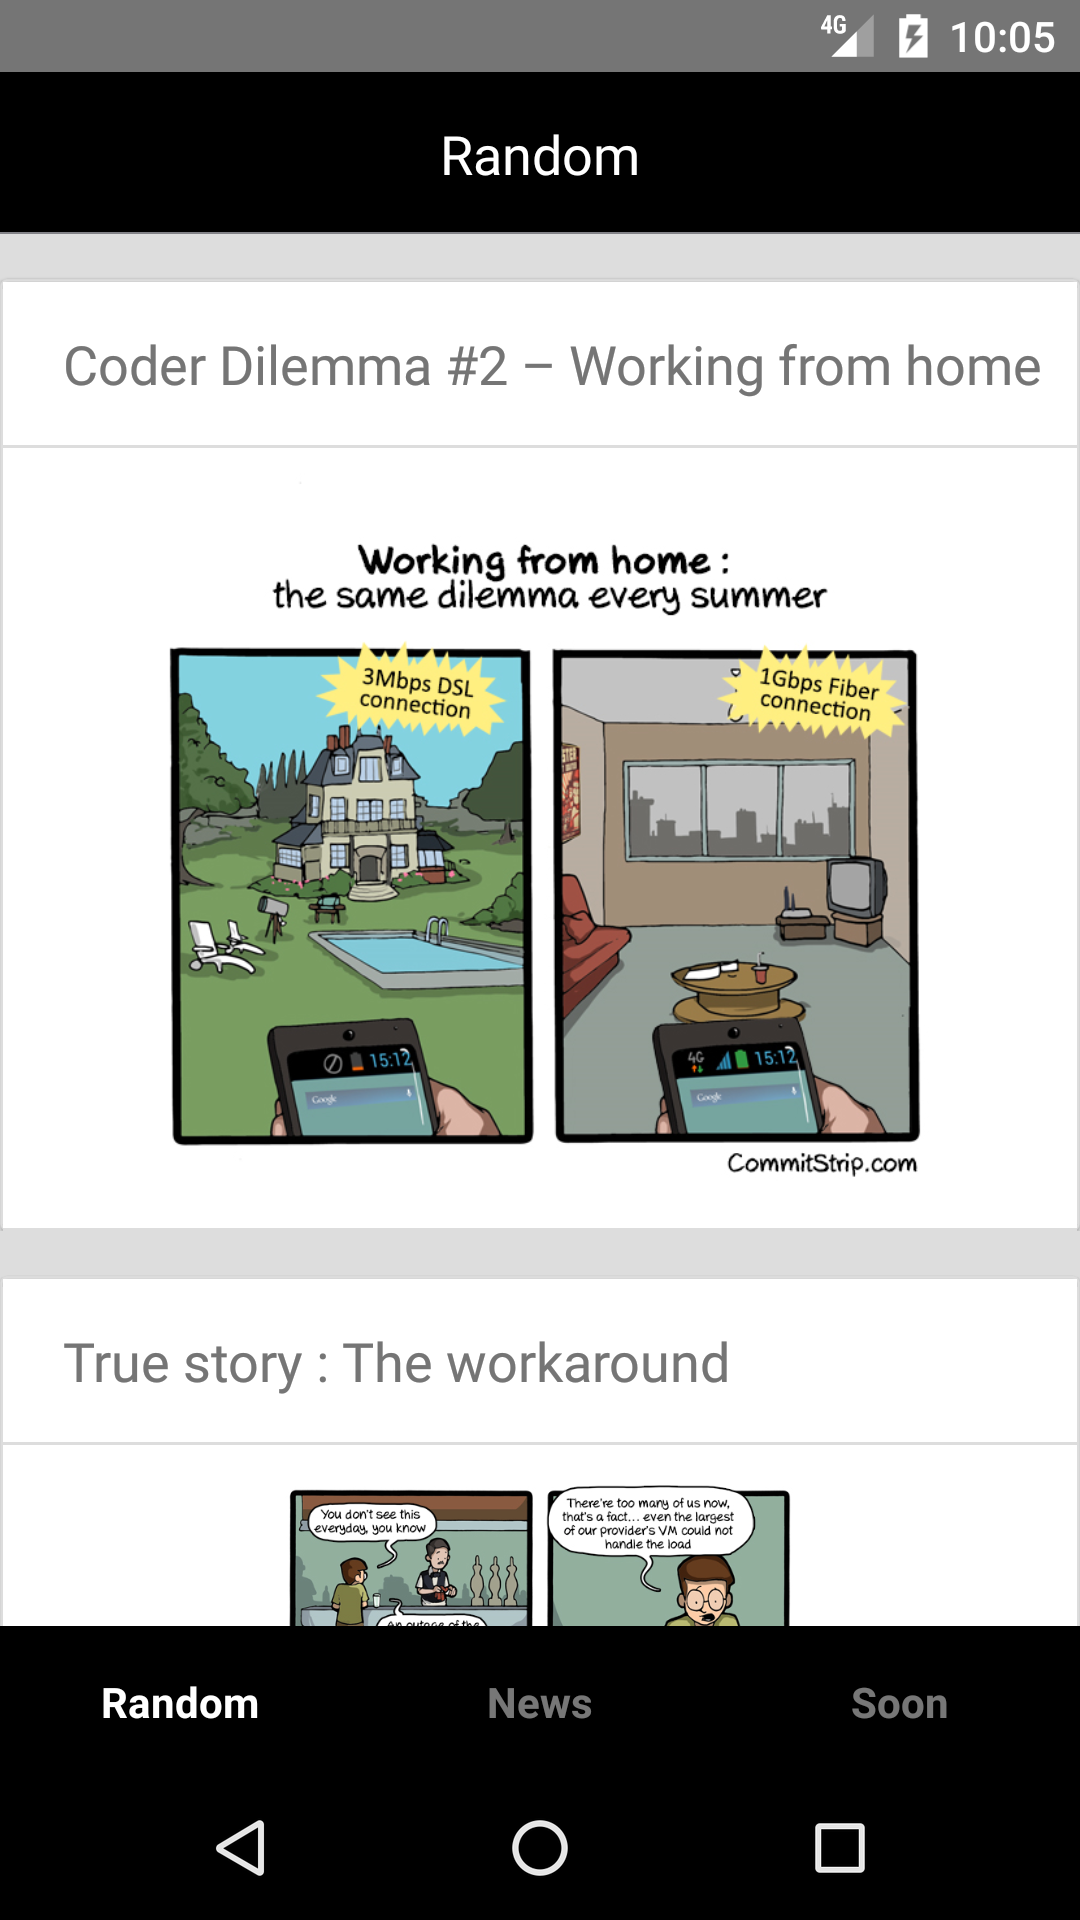 4G 10:05
Random
Coder Dilemma #2 – Working from home
Working from home :
the same dilemma every summer
3Mbps DSL
connection
1Gbps Fiber
connection
15:12
Google
4G 15:12
Google
CommitStrip.com
True story : The workaround
You don't see this
everyday, you know
There're too many of us now,
that's a fact... even the largest
of our provider's VM could not
handle the load
An outage of the
Random News Soon